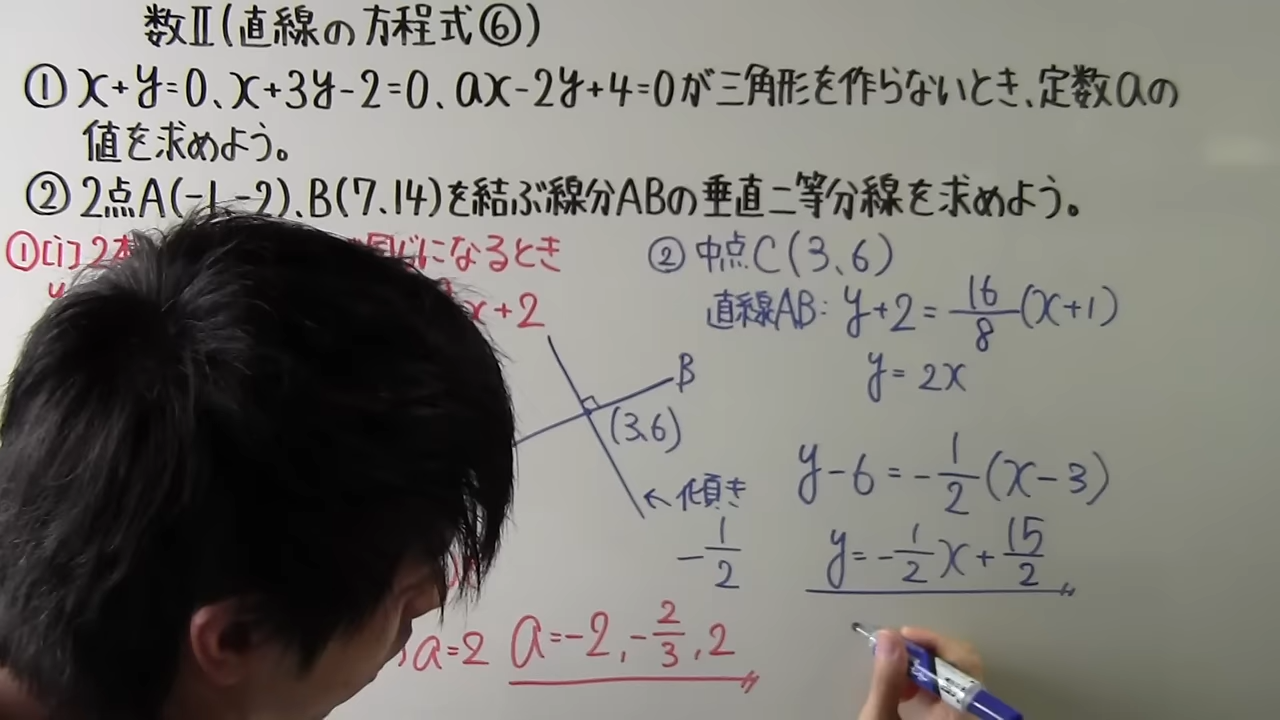 数Ⅱ(直線の方程式⑥)
① x+y=0、x+3y-2=0、ax-2y+4=0が三角形を作らないとき、定数aの
値を求めよう。
② 2点A(-1,-2)、B(7.14)を結ぶ線分ABの垂直二等分線を求めよう。
①[i]2本 同じになるとき
x+2
a=2
a=-2,-2/3,2
B
(3,6)
←傾き
-1/2
② 中点C(3、6)
直線AB: y+2=16/8(x+1)
y=2x
y-6=-1/2(x-3)
y=-1/2x+15/2